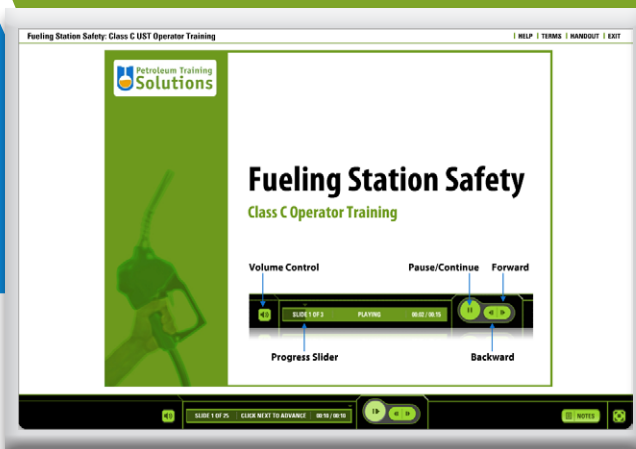 Fueling Station Safety: Class C UST Operator Training
| HELP | TERMS | HANDOUT | EXIT
Petroleum Training
Solutions
Fueling Station Safety
Class C Operator Training
Volume Control
Pause/Continue
Forward
SLIDE 1 OF 3
PLAYING
00:02 / 00:15
Progress Slider
Backward
SLIDE 1 OF 25
CLICK NEXT TO ADVANCE
00:10 / 00:10
NOTES